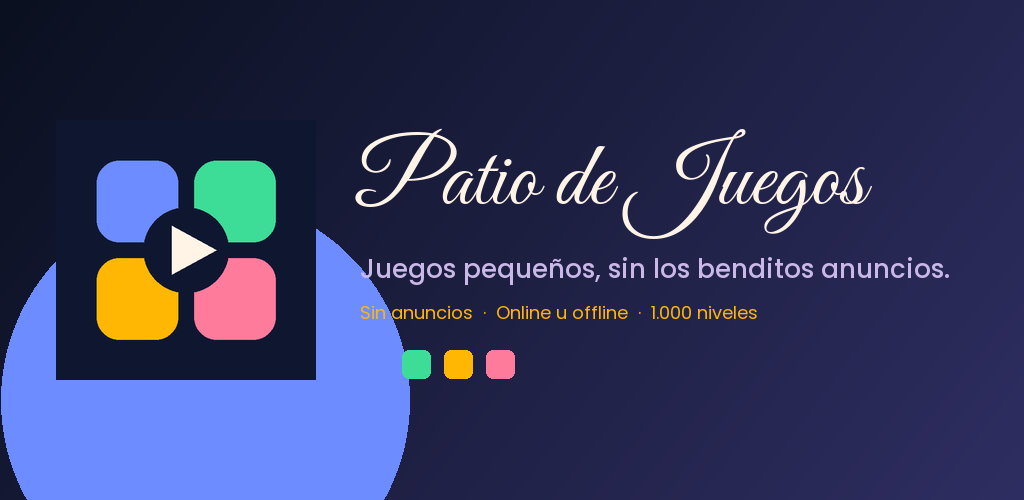 Patio de Juegos
Juegos pequeños, sin los benditos anuncios.
Sin anuncios · Online u offline · 1.000 niveles